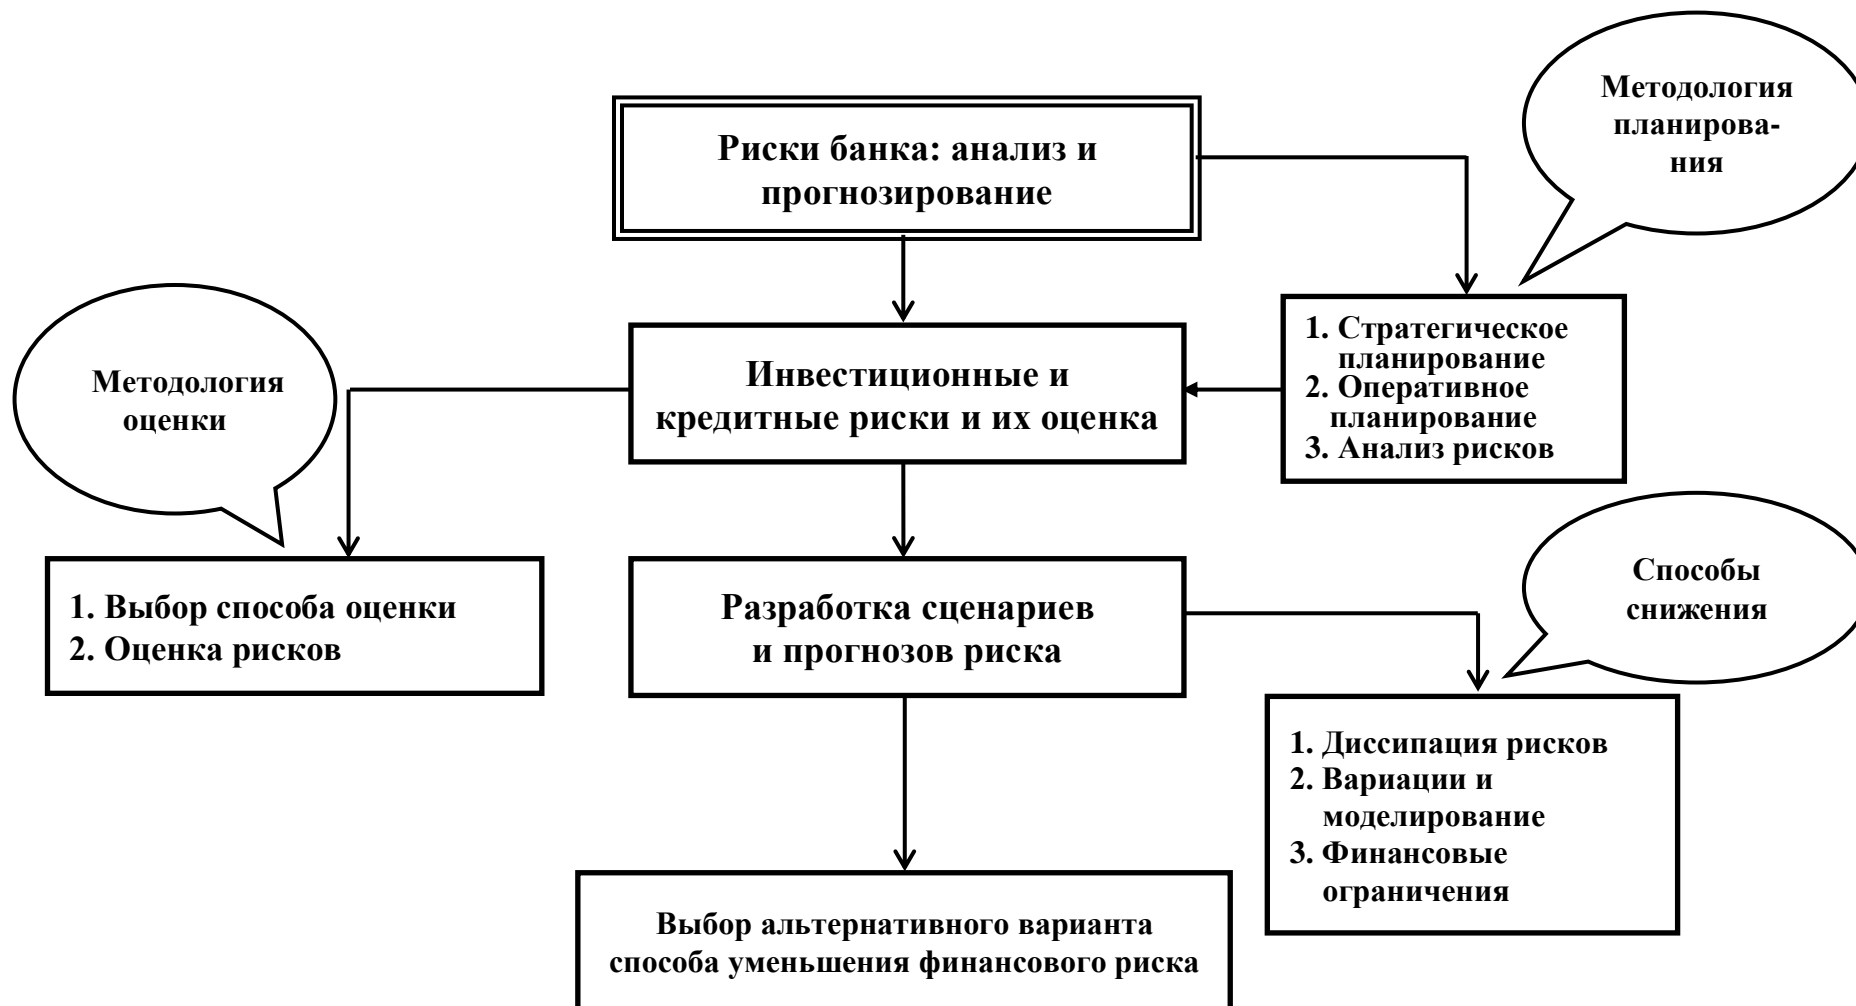 Методология
планирова-
ния
Риски банка: анализ и
прогнозирование
1. Стратегическое
планирование
2. Оперативное
планирование
3. Анализ рисков
Инвестиционные и
кредитные риски и их оценка
Методология
оценки
1. Выбор способа оценки
2. Оценка рисков
Разработка сценариев
и прогнозов риска
Способы
снижения
1. Диссипация рисков
2. Вариации и
моделирование
3. Финансовые
ограничения
Выбор альтернативного варианта
способа уменьшения финансового риска